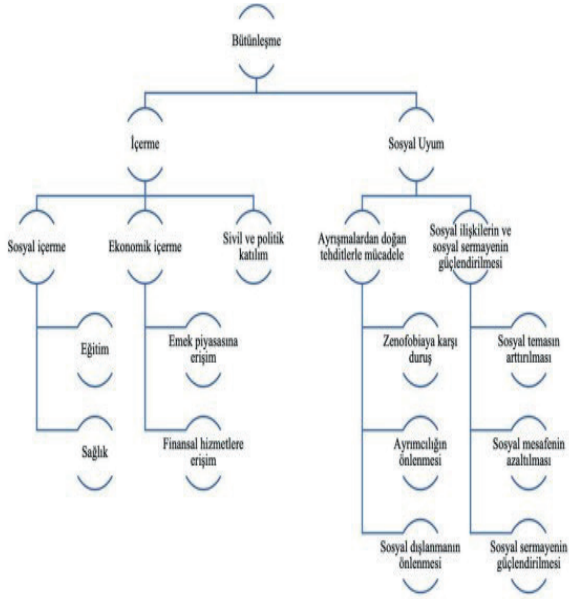 Bütünleşme
İçerme
Sosyal Uyum
Sosyal içerme
Ekonomik içerme
Sivil ve politik
katılım
Ayrışmalardan doğan
tehditlerle mücadele
Sosyal ilişkilerin ve
sosyal sermayenin
güçlendirilmesi
Eğitim
Emek piyasasına
erişim
Zenofobiaya karşı
duruş
Sosyal temasın
arttırılması
Sağlık
Finansal hizmetlere
erişim
Ayrımcılığın
önlenmesi
Sosyal mesafenin
azaltılması
Sosyal dışlanmanın
önlenmesi
Sosyal sermayenin
güçlendirilmesi